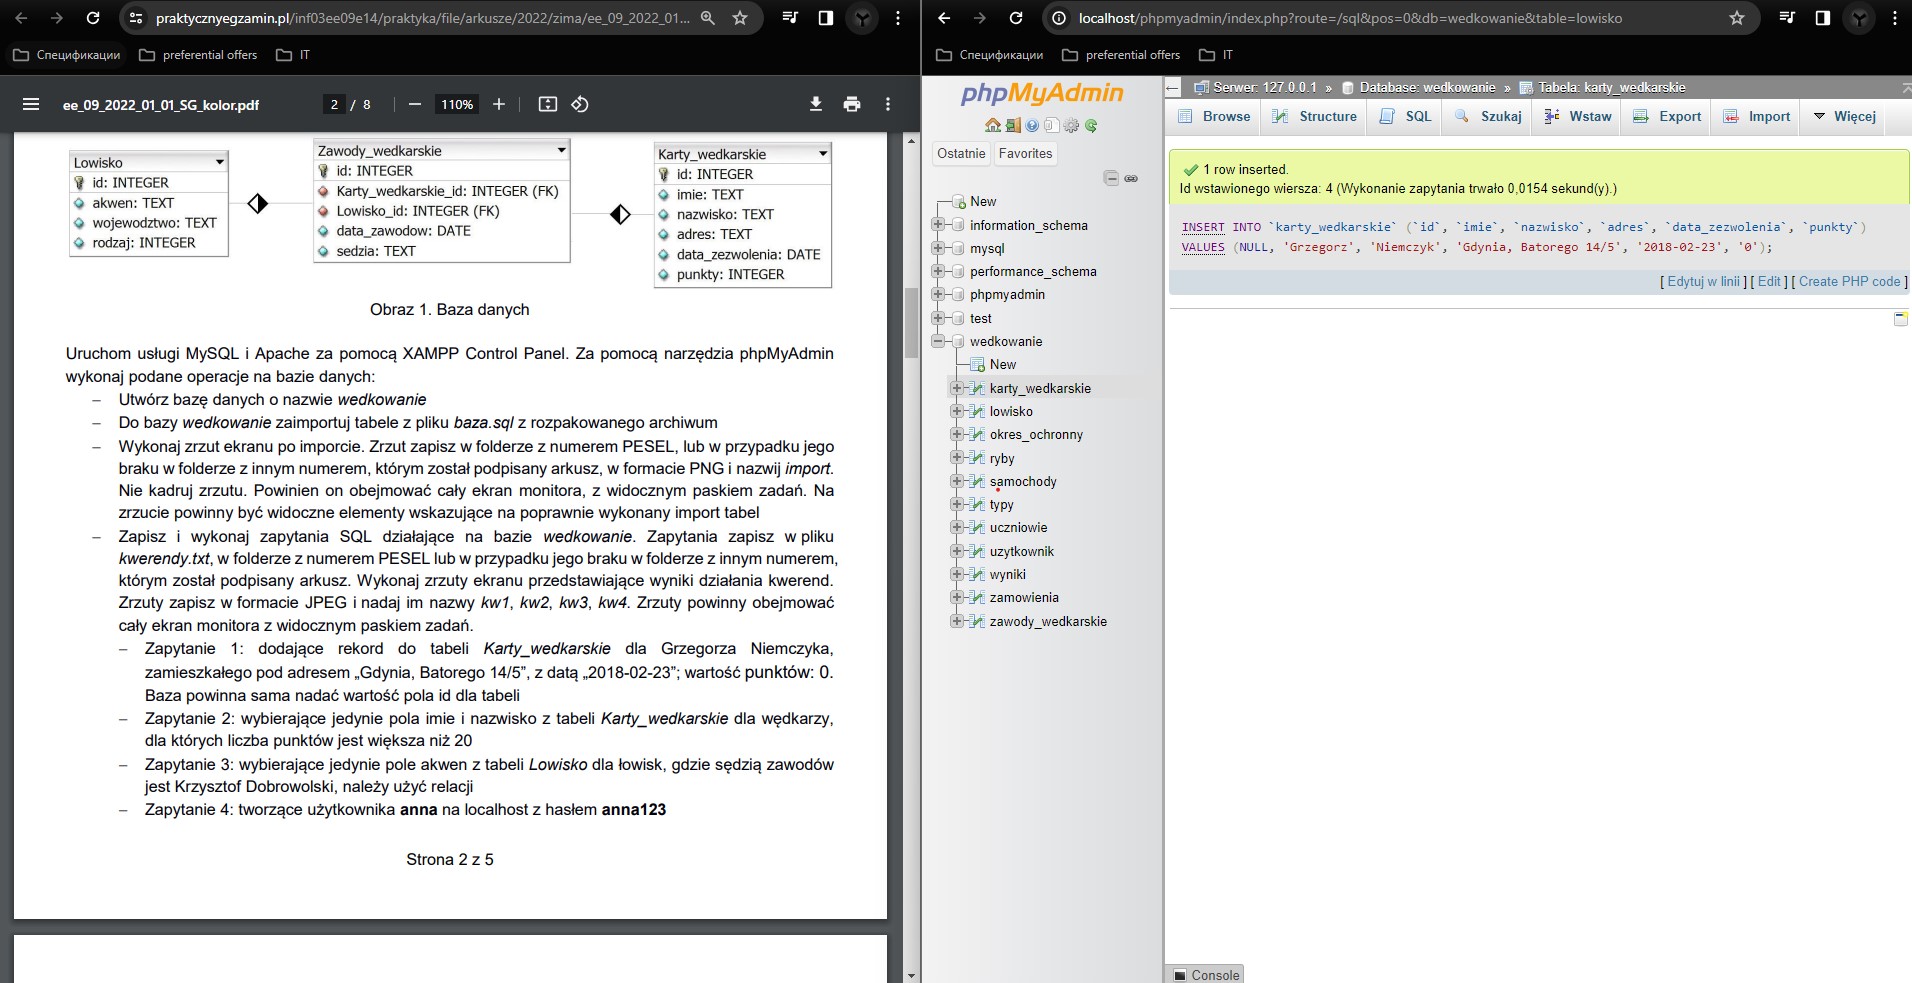 praktycznyegzamin.pl/inf03ee09e14/praktyka/file/arkusze/2022/zima/ee_09_2022_01...
Спецификации
preferential offers
IT
ee_09_2022_01_01_SG_kolor.pdf
2 / 8
110%
Lowisko
id: INTEGER
akwen: TEXT
wojewodztwo: TEXT
rodzaj: INTEGER
Zawody_wedkarskie
id: INTEGER
Karty_wedkarskie_id: INTEGER (FK)
Lowisko_id: INTEGER (FK)
data_zawodow: DATE
sedzia: TEXT
Karty_wedkarskie
id: INTEGER
imie: TEXT
nazwisko: TEXT
adres: TEXT
data_zezwolenia: DATE
punkty: INTEGER
Obraz 1. Baza danych
Uruchom usługi MySQL i Apache za pomocą XAMPP Control Panel. Za pomocą narzędzia phpMyAdmin
wykonaj podane operacje na bazie danych:
– Utwórz bazę danych o nazwie wedkowanie
– Do bazy wedkowanie zaimportuj tabele z pliku baza.sql z rozpakowanego archiwum
– Wykonaj zrzut ekranu po imporcie. Zrzut zapisz w folderze z numerem PESEL, lub w przypadku jego
braku w folderze z innym numerem, którym został podpisany arkusz, w formacie PNG i nazwij import.
Nie kadruj zrzutu. Powinien on obejmować cały ekran monitora, z widocznym paskiem zadań. Na
zrzucie powinny być widoczne elementy wskazujące na poprawnie wykonany import tabel
– Zapisz i wykonaj zapytania SQL działające na bazie wedkowanie. Zapytania zapisz w pliku
kwerendy.txt, w folderze z numerem PESEL lub w przypadku jego braku w folderze z innym numerem,
którym został podpisany arkusz. Wykonaj zrzuty ekranu przedstawiające wyniki działania kwerend.
Zrzuty zapisz w formacie JPEG i nadaj im nazwy kw1, kw2, kw3, kw4. Zrzuty powinny obejmować
cały ekran monitora z widocznym paskiem zadań.
– Zapytanie 1: dodające rekord do tabeli Karty_wedkarskie dla Grzegorza Niemczyka,
zamieszkałego pod adresem „Gdynia, Batorego 14/5”, z datą „2018-02-23”; wartość punktów: 0.
Baza powinna sama nadać wartość pola id dla tabeli
– Zapytanie 2: wybierające jedynie pola imie i nazwisko z tabeli Karty_wedkarskie dla wędkarzy,
dla których liczba punktów jest większa niż 20
– Zapytanie 3: wybierające jedynie pole akwen z tabeli Lowisko dla łowisk, gdzie sędzią zawodów
jest Krzysztof Dobrowolski, należy użyć relacji
– Zapytanie 4: tworzące użytkownika anna na localhost z hasłem anna123
Strona 2 z 5
localhost/phpmyadmin/index.php?route=/sql&pos=0&db=wedkowanie&table=lowisko
Спецификации
preferential offers
IT
phpMyAdmin
Ostatnie
Favorites
New
information_schema
mysql
performance_schema
phpmyadmin
test
wedkowanie
New
karty_wedkarskie
lowisko
okres_ochronny
ryby
samochody
typy
uczniowie
uzytkownik
wyniki
zamowienia
zawody_wedkarskie
Serwer: 127.0.0.1 » Database: wedkowanie » Tabela: karty_wedkarskie
Browse
Structure
SQL
Szukaj
Wstaw
Export
Import
Więcej
1 row inserted.
Id wstawionego wiersza: 4 (Wykonanie zapytania trwało 0,0154 sekund(y).)
INSERT INTO `karty_wedkarskie` (`id`, `imie`, `nazwisko`, `adres`, `data_zezwolenia`, `punkty`)
VALUES (NULL, 'Grzegorz', 'Niemczyk', 'Gdynia, Batorego 14/5', '2018-02-23', '0');
[ Edytuj w linii ] [ Edit ] [ Create PHP code ]
Console